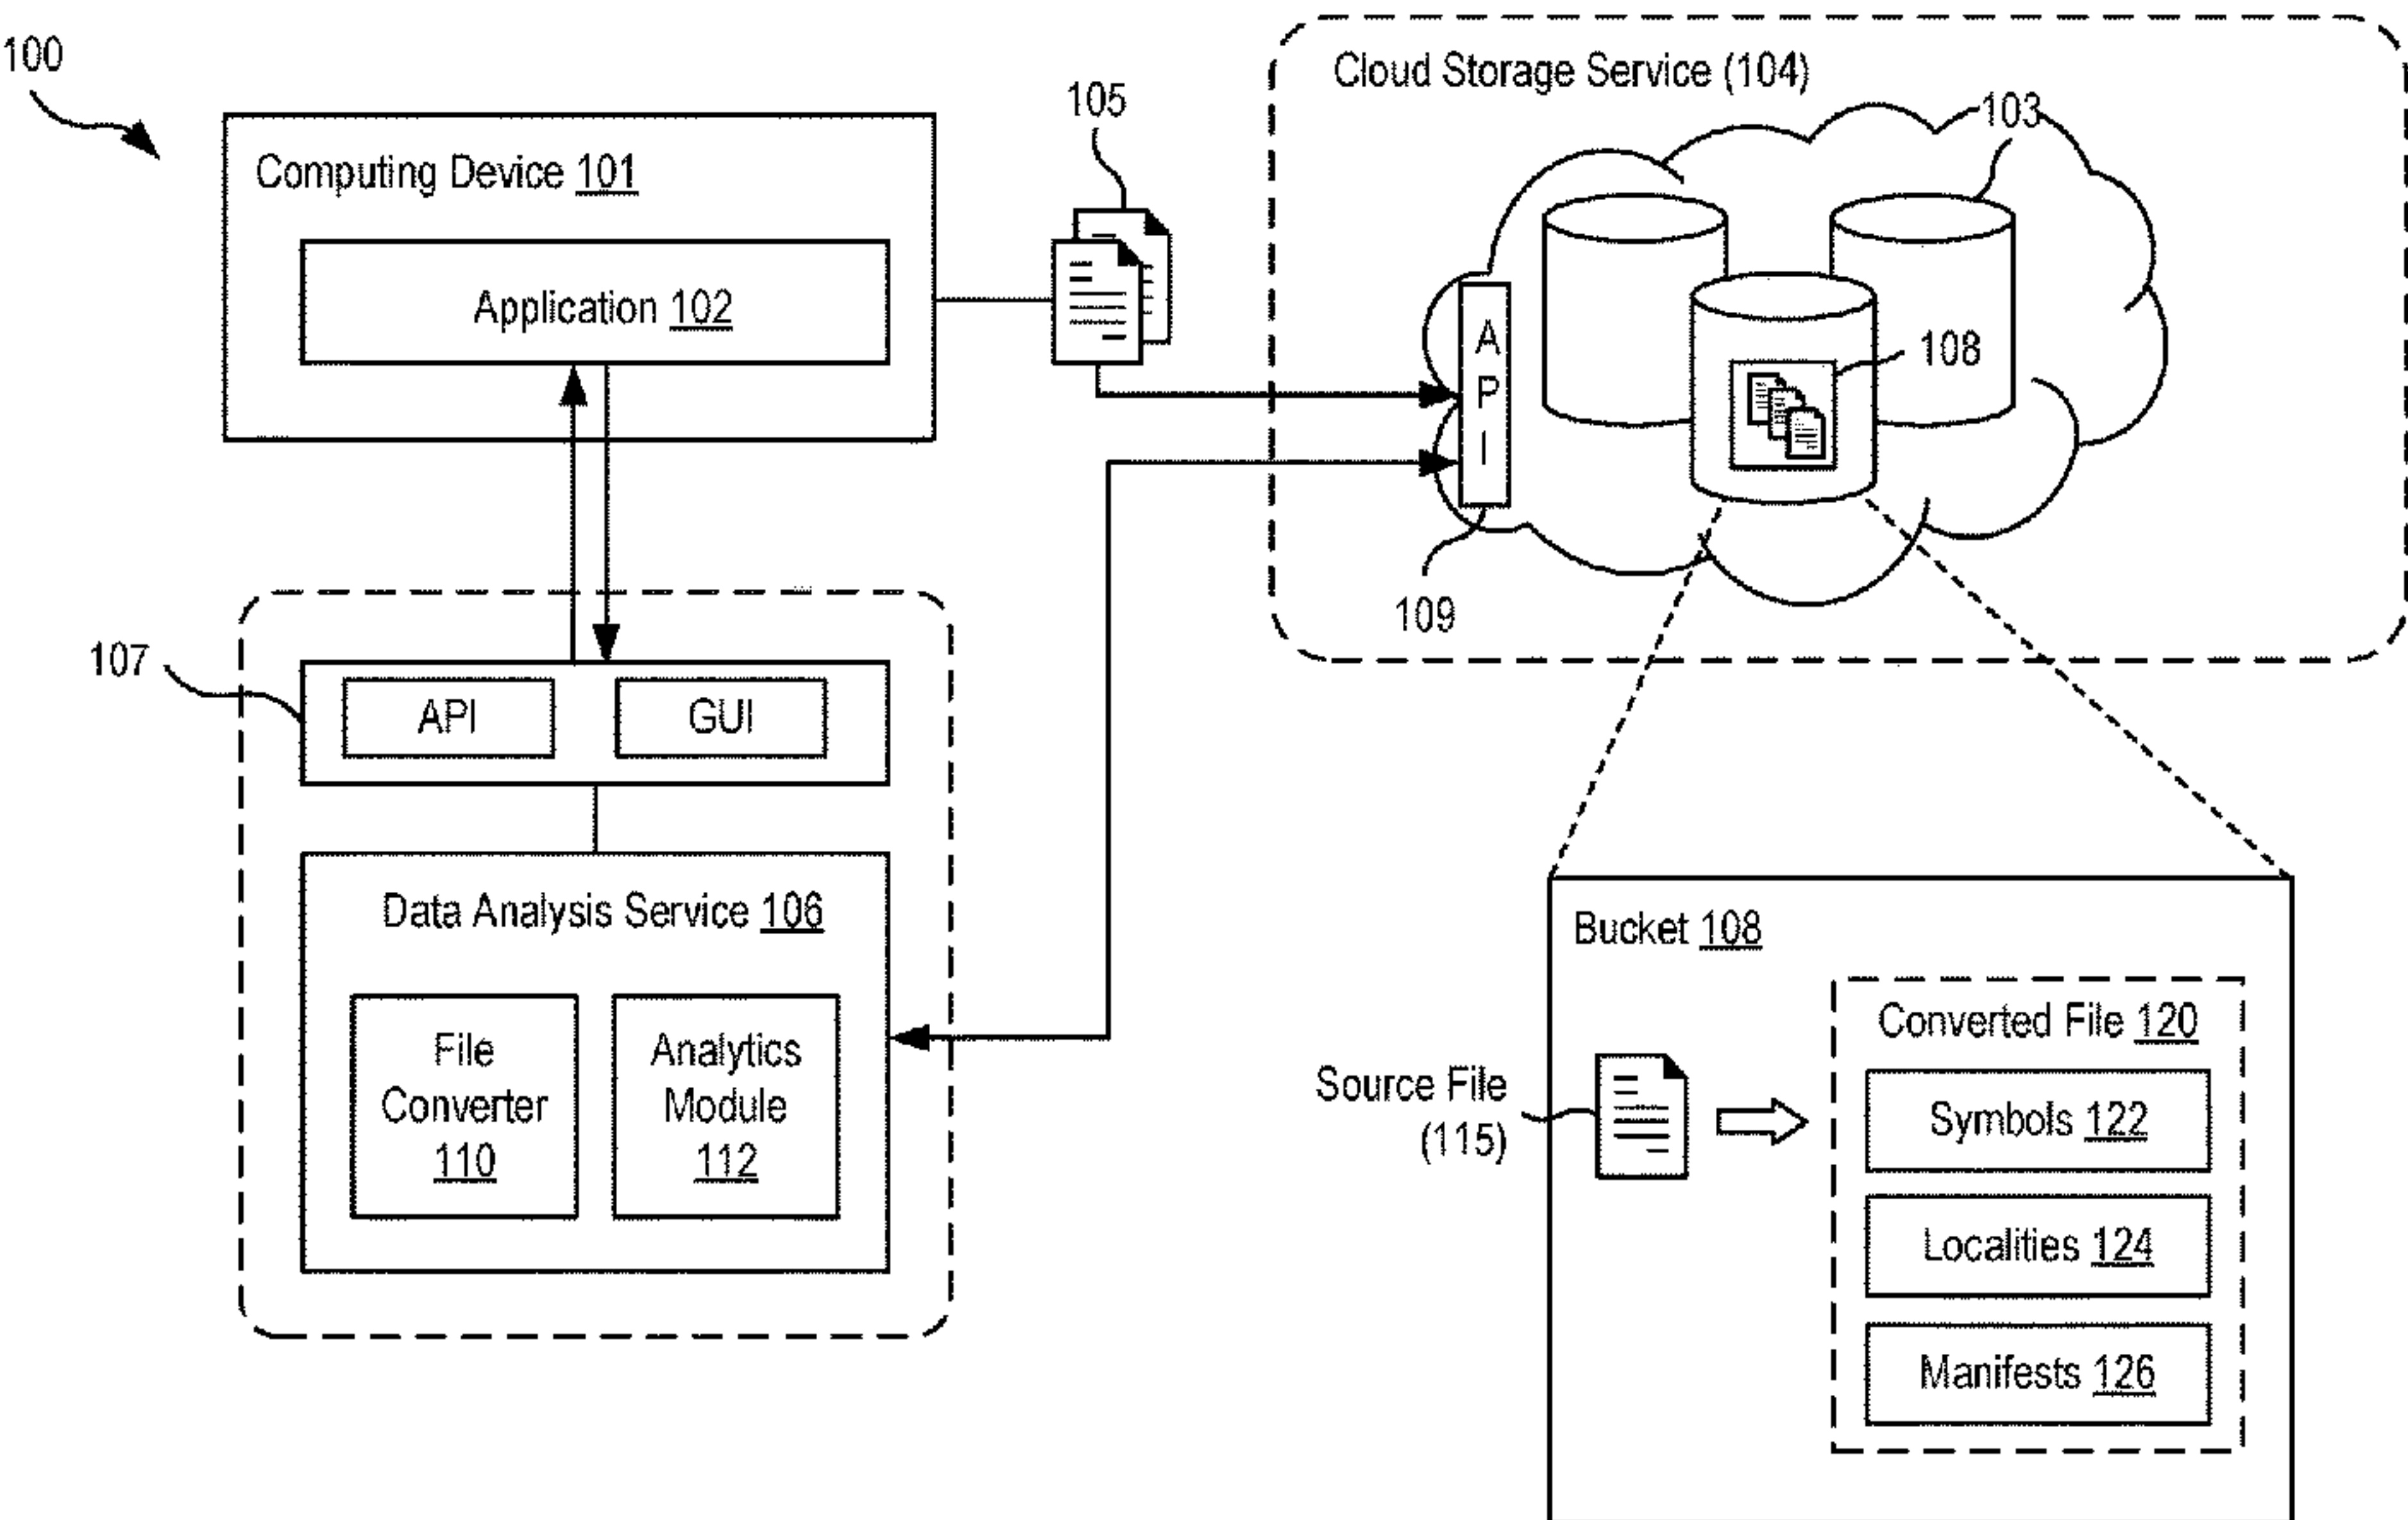 100
Computing Device 101
Application 102
105
Cloud Storage Service (104)
103
A
P
I
108
109
107
API
GUI
Data Analysis Service 106
File
Converter
110
Analytics
Module
112
Bucket 108
Source File
(115)
Converted File 120
Symbols 122
Localities 124
Manifests 126